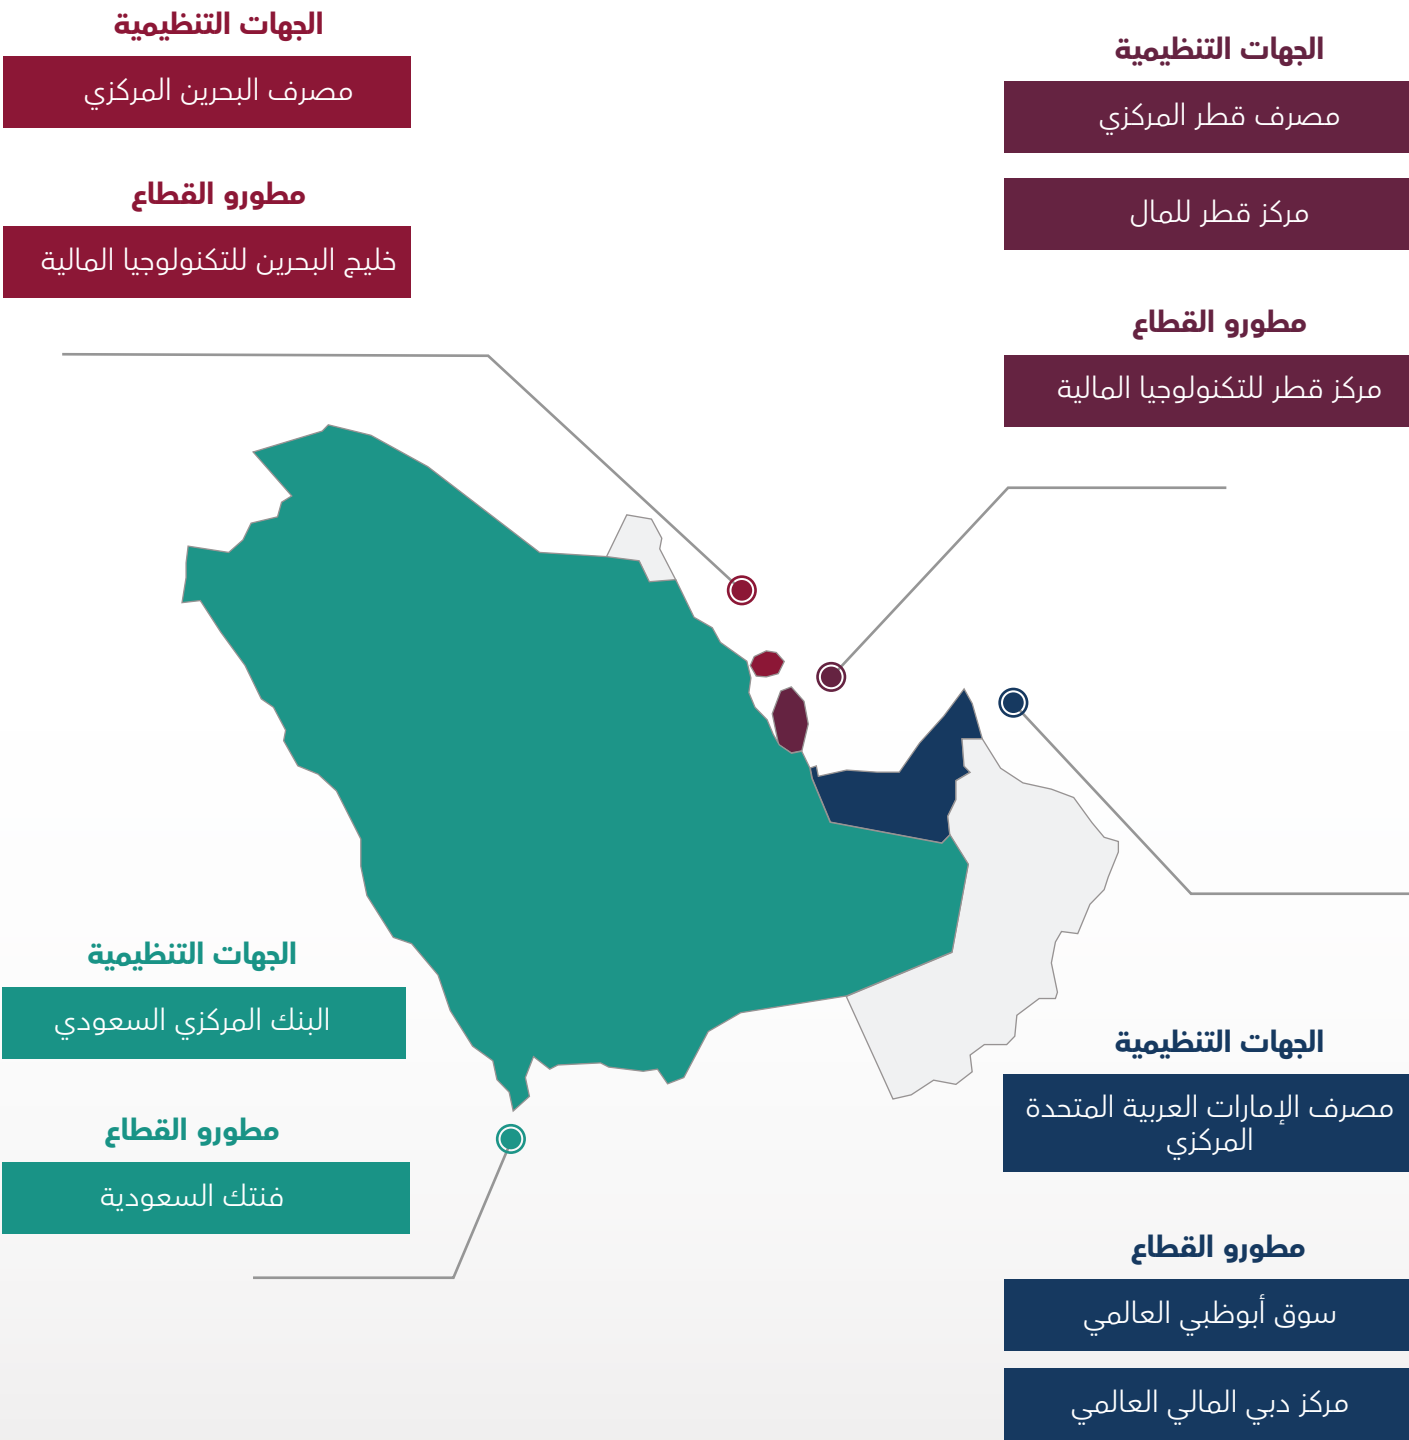 الجهات التنظيمية
مصرف قطر المركزي
مركز قطر للمال
مطورو القطاع
مركز قطر للتكنولوجيا المالية
الجهات التنظيمية
مصرف البحرين المركزي
مطورو القطاع
خليج البحرين للتكنولوجيا المالية
الجهات التنظيمية
مصرف الإمارات العربية المتحدة
المركزي
مطورو القطاع
سوق أبوظبي العالمي
مركز دبي المالي العالمي
الجهات التنظيمية
البنك المركزي السعودي
مطورو القطاع
فنتك السعودية